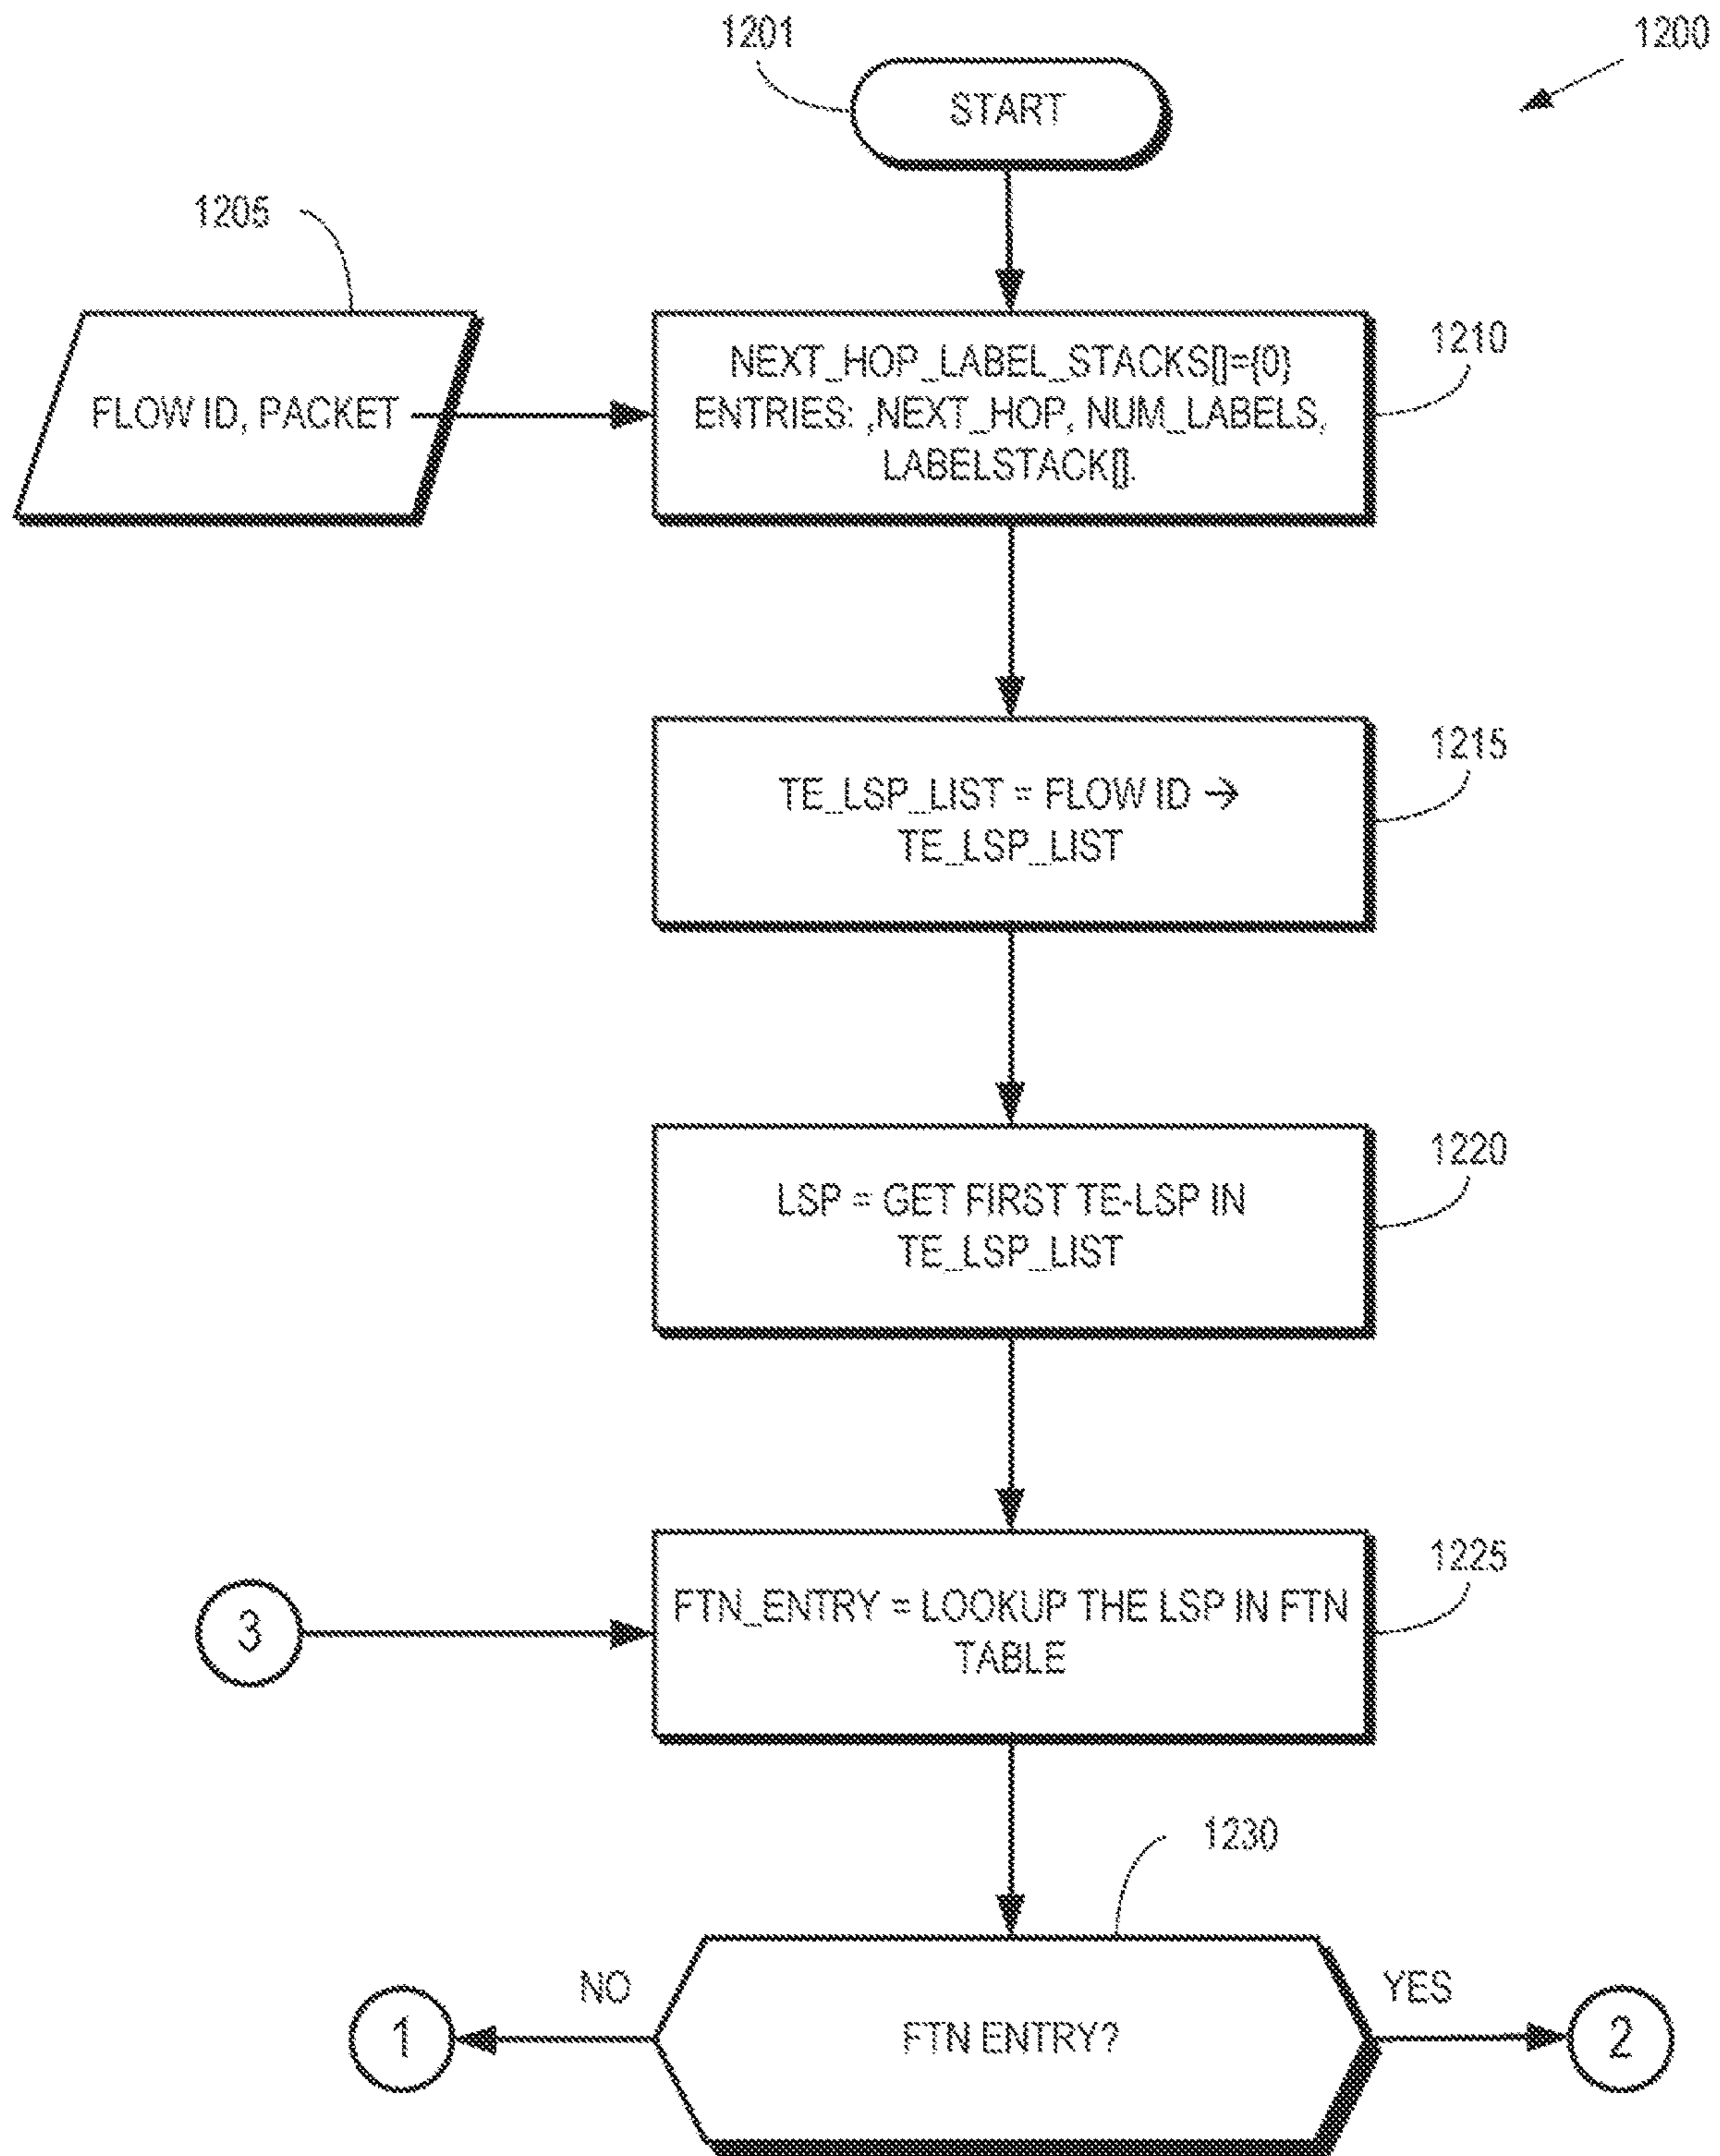 1201
1200
START
1205
FLOW ID, PACKET
1210
NEXT_HOP_LABEL_STACKS[]={0}
ENTRIES: ,NEXT_HOP, NUM_LABELS,
LABELSTACK[].
1215
TE_LSP_LIST = FLOW ID →
TE_LSP_LIST
1220
LSP = GET FIRST TE-LSP IN
TE_LSP_LIST
1225
3
FTN_ENTRY = LOOKUP THE LSP IN FTN
TABLE
1230
NO
YES
1
FTN ENTRY?
2